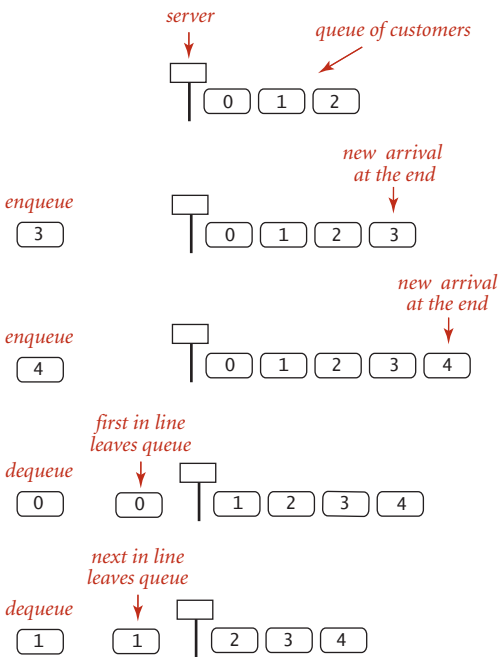 server
queue of customers
0 1 2
new arrival
at the end
enqueue
3
0 1 2 3
new arrival
at the end
enqueue
4
0 1 2 3 4
first in line
leaves queue
dequeue
0
0
1 2 3 4
next in line
leaves queue
dequeue
1
1
2 3 4